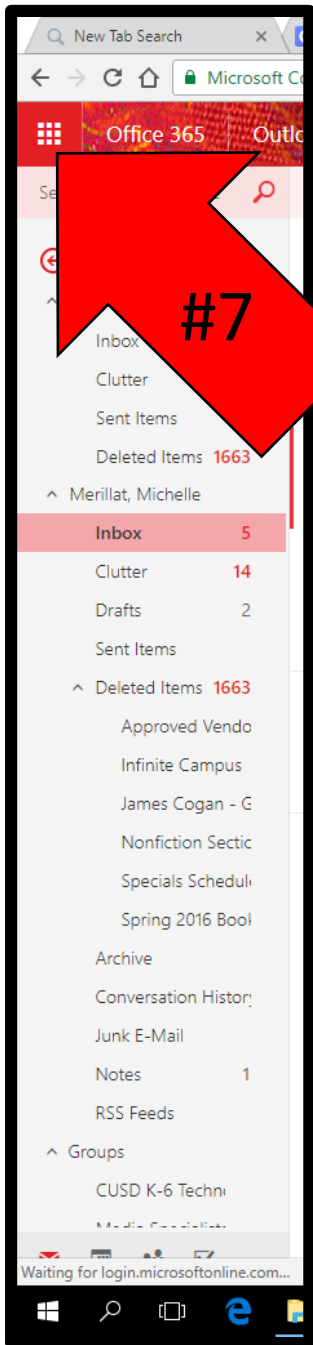 New Tab Search
Microsoft Co
Office 365
Se
#7
Inbox
Clutter
Sent Items
Deleted Items 1663
Merillat, Michelle
Inbox 5
Clutter 14
Drafts 2
Sent Items
Deleted Items 1663
Approved Vendo
Infinite Campus
James Cogan - G
Nonfiction Sectic
Specials Schedul
Spring 2016 Book
Archive
Conversation History
Junk E-Mail
Notes 1
RSS Feeds
Groups
CUSD K-6 Techn
Waiting for login.microsoftonline.com...